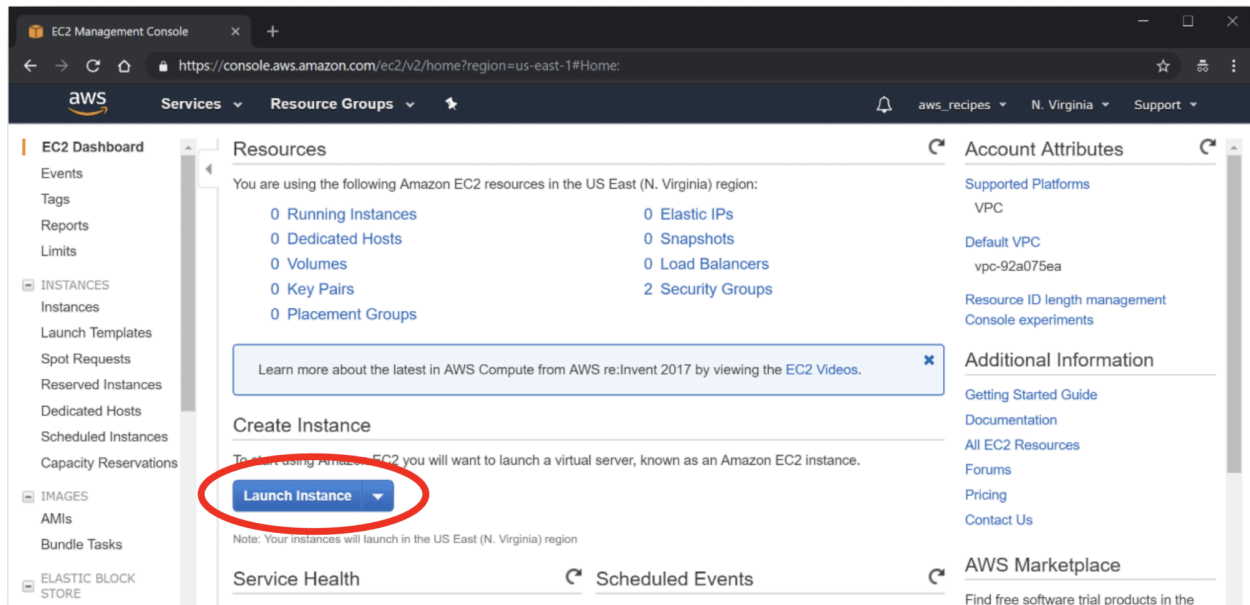 EC2 Management Console
https://console.aws.amazon.com/ec2/v2/home?region=us-east-1#Home:
aws Services Resource Groups aws_recipes N. Virginia Support
EC2 Dashboard
Events
Tags
Reports
Limits
INSTANCES
Instances
Launch Templates
Spot Requests
Reserved Instances
Dedicated Hosts
Scheduled Instances
Capacity Reservations
IMAGES
AMIs
Bundle Tasks
ELASTIC BLOCK
STORE
Resources
You are using the following Amazon EC2 resources in the US East (N. Virginia) region:
0 Running Instances
0 Dedicated Hosts
0 Volumes
0 Key Pairs
0 Placement Groups
0 Elastic IPs
0 Snapshots
0 Load Balancers
2 Security Groups
Learn more about the latest in AWS Compute from AWS re:Invent 2017 by viewing the EC2 Videos.
Create Instance
To start using Amazon EC2 you will want to launch a virtual server, known as an Amazon EC2 instance.
Launch Instance
Note: Your instances will launch in the US East (N. Virginia) region
Service Health
Scheduled Events
Account Attributes
Supported Platforms
VPC
Default VPC
vpc-92a075ea
Resource ID length management
Console experiments
Additional Information
Getting Started Guide
Documentation
All EC2 Resources
Forums
Pricing
Contact Us
AWS Marketplace
Find free software trial products in the